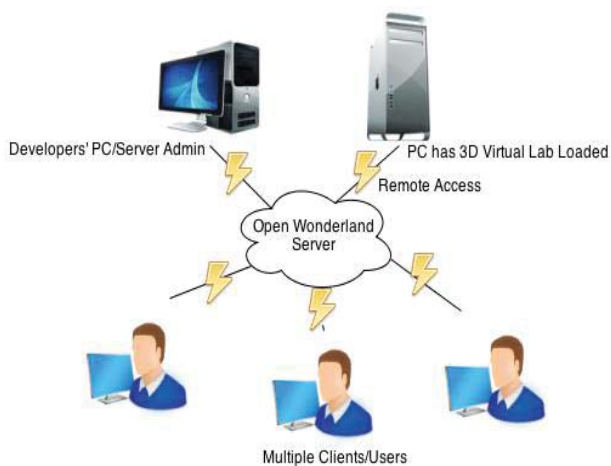 Developers' PC/Server Admin
PC has 3D Virtual Lab Loaded
Remote Access
Open Wonderland
Server
Multiple Clients/Users